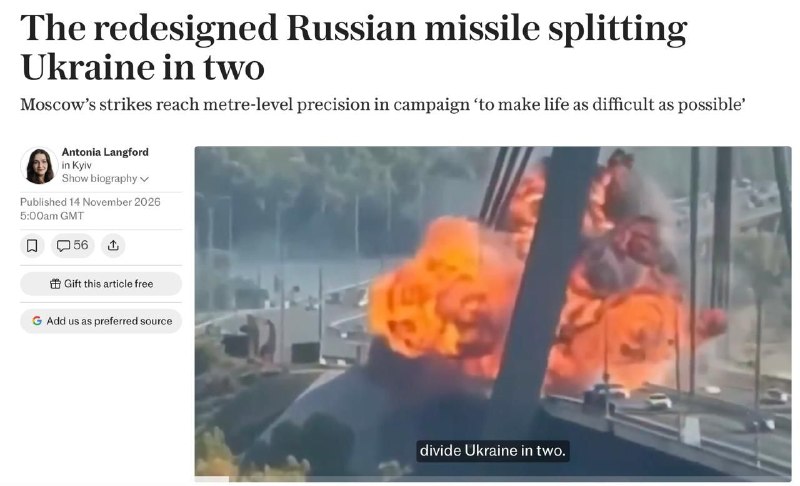 The redesigned Russian missile splitting
Ukraine in two
Moscow’s strikes reach metre-level precision in campaign ‘to make life as difficult as possible’
Antonia Langford
in Kyiv
Show biography
Published 14 November 2026
5:00am GMT
56
Gift this article free
Add us as preferred source
divide Ukraine in two.